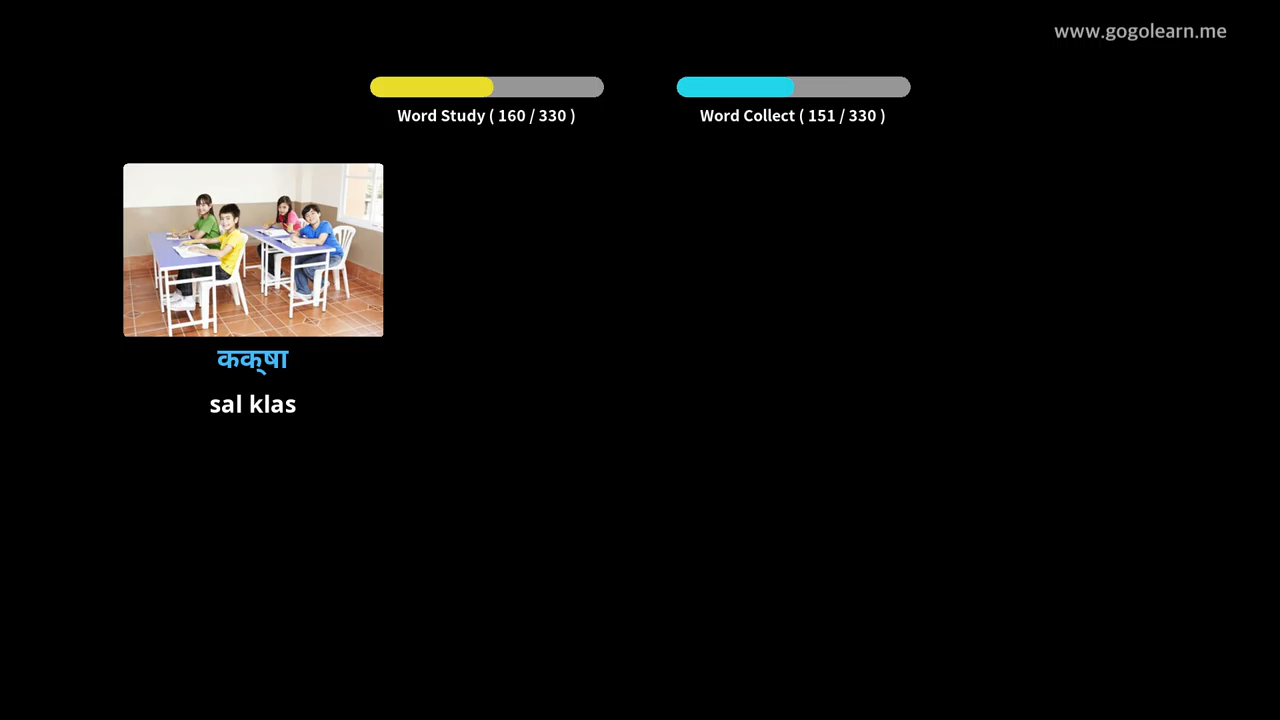 www.gogolearn.me
Word Study ( 160 / 330 )
Word Collect ( 151 / 330 )
कक्षा
sal klas